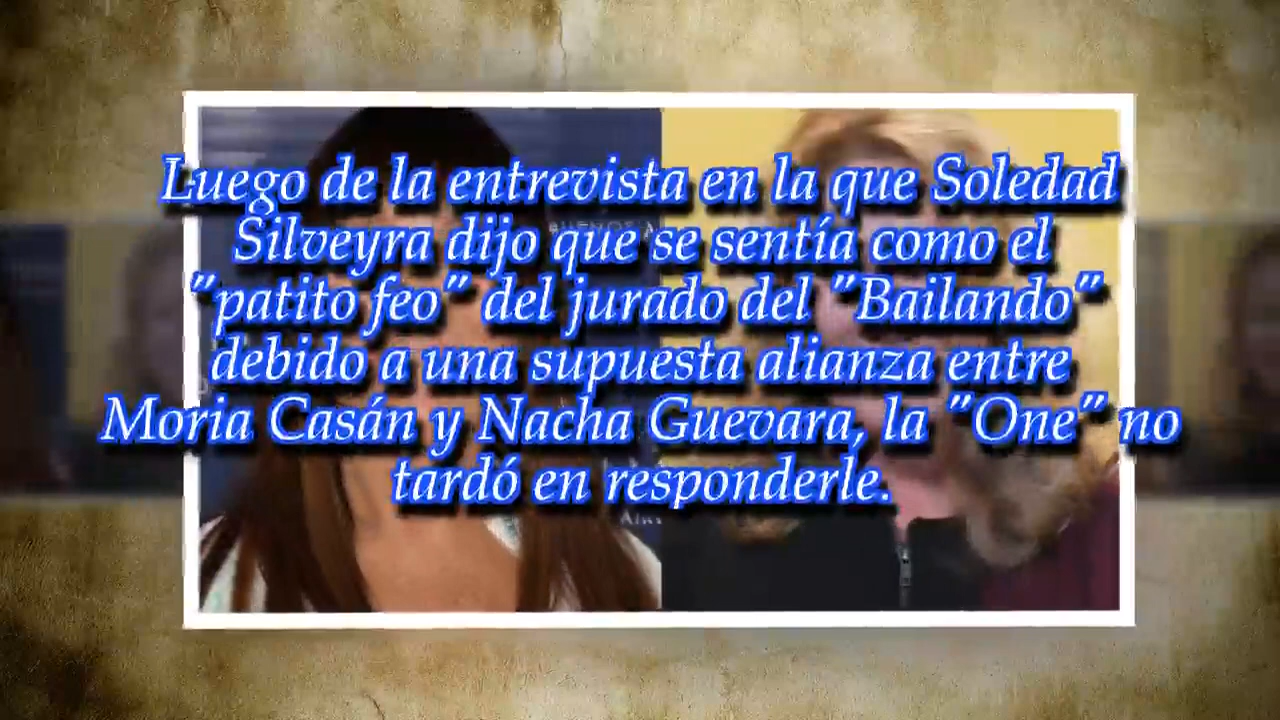 Luego de la entrevista en la que Soledad
Silveyra dijo que se sentía como el
"patito feo" del jurado del "Bailando"
debido a una supuesta alianza entre
Moria Casán y Nacha Guevara, la "One" no
tardó en responderle.